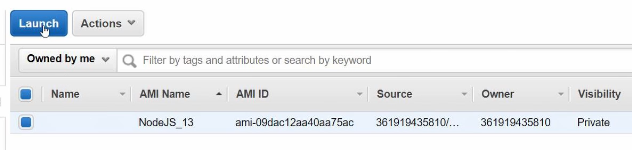 Launch Actions
Owned by me Filter by tags and attributes or search by keyword
Name AMI Name AMI ID Source Owner Visibility
NodeJS_13 ami-09dac12aa40aa75ac 361919435810/... 361919435810 Private